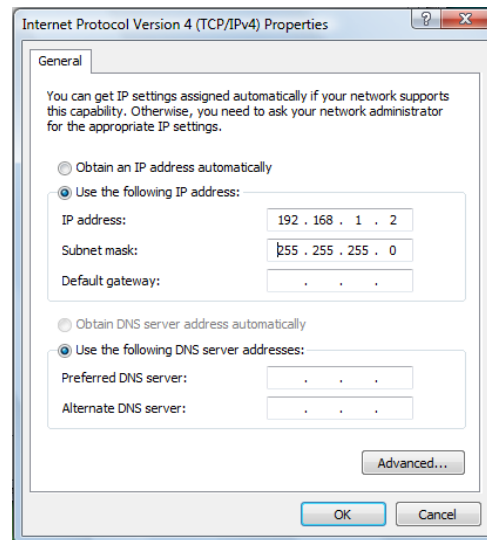 Internet Protocol Version 4 (TCP/IPv4) Properties
?
General
You can get IP settings assigned automatically if your network supports
this capability. Otherwise, you need to ask your network administrator
for the appropriate IP settings.
Obtain an IP address automatically
Use the following IP address:
IP address: 192 . 168 . 1 . 2
Subnet mask: 255 . 255 . 255 . 0
Default gateway: . . .
Obtain DNS server address automatically
Use the following DNS server addresses:
Preferred DNS server: . . .
Alternate DNS server: . . .
Advanced...
OK Cancel